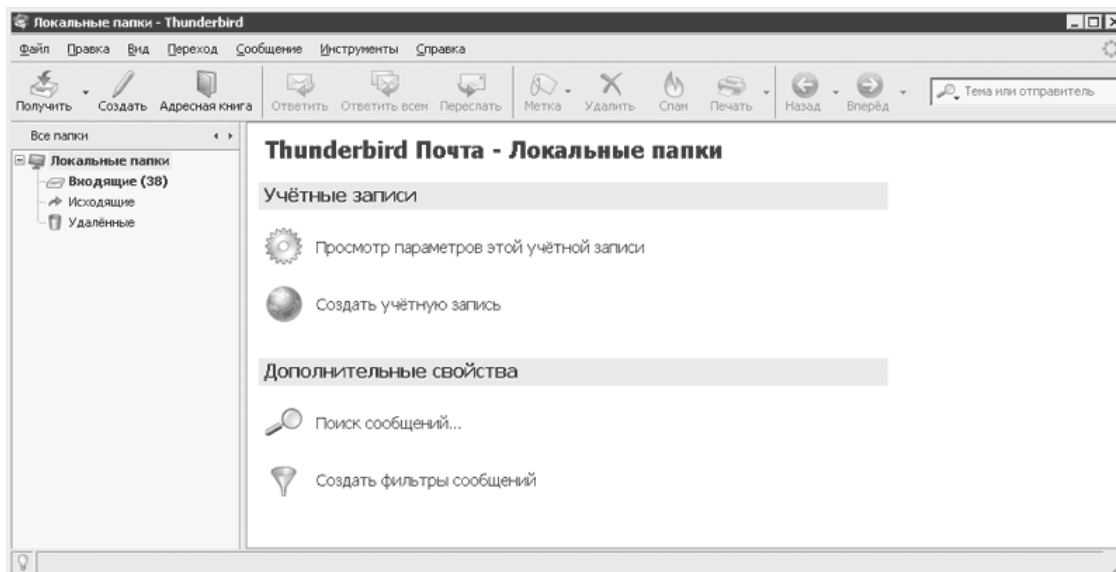 Локальные папки - Thunderbird
Файл Правка Вид Переход Сообщение Инструменты Справка
Получить Создать Адресная книга Ответить Ответить всем Переслать Метка Удалить Спам Печать Назад Вперёд Тема или отправитель
Все папки
Локальные папки
Входящие (38)
Исходящие
Удалённые
Thunderbird Почта - Локальные папки
Учётные записи
Просмотр параметров этой учётной записи
Создать учётную запись
Дополнительные свойства
Поиск сообщений...
Создать фильтры сообщений